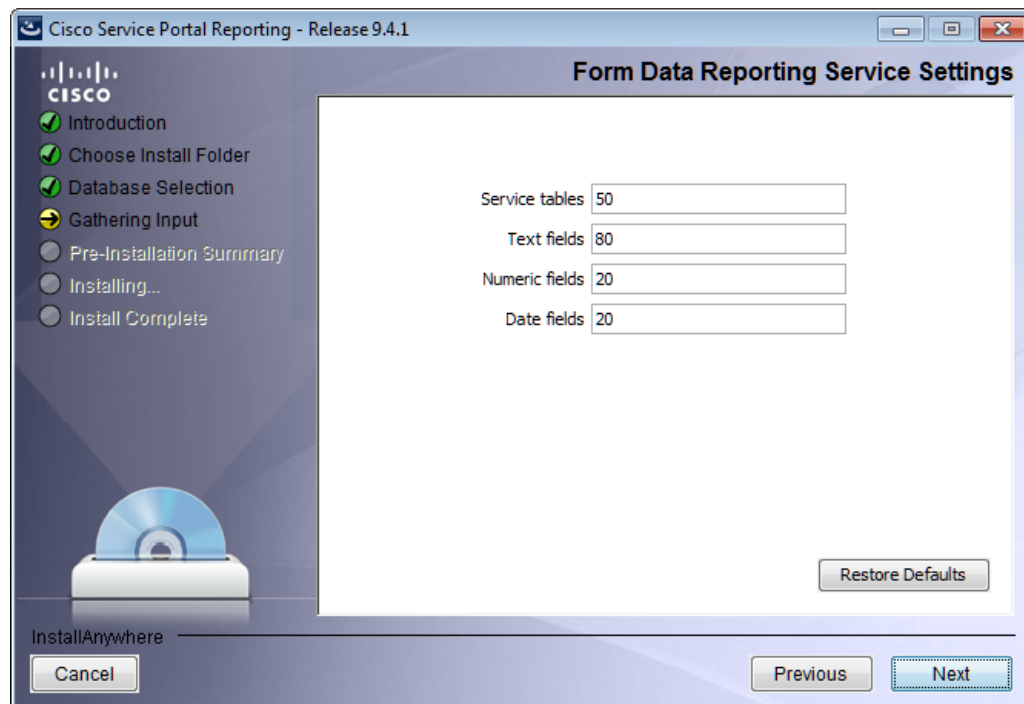 Cisco Service Portal Reporting - Release 9.4.1
CISCO
Form Data Reporting Service Settings
Introduction
Choose Install Folder
Database Selection
Gathering Input
Pre-Installation Summary
Installing...
Install Complete
Service tables 50
Text fields 80
Numeric fields 20
Date fields 20
Restore Defaults
InstallAnywhere
Cancel
Previous
Next